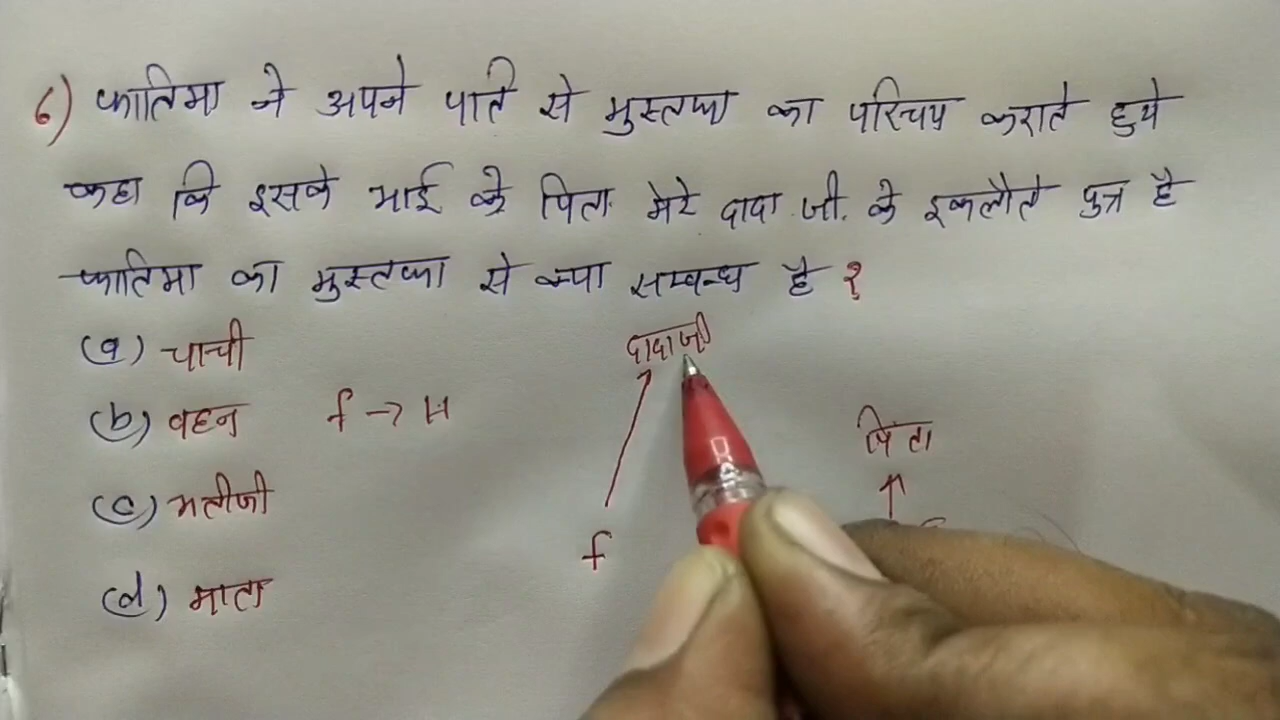 6) फातिमा ने अपने पति से मुस्तफा का परिचय कराते हुये
कहा कि इसके भाई के पिता मेरे दादा जी. के इकलौते पुत्र है
फातिमा का मुस्तफा से क्या सम्बन्ध है ?
(a) चाची
(b) बहन
(c) भतीजी
(d) माता
f → H
दादाजी
f
पिता